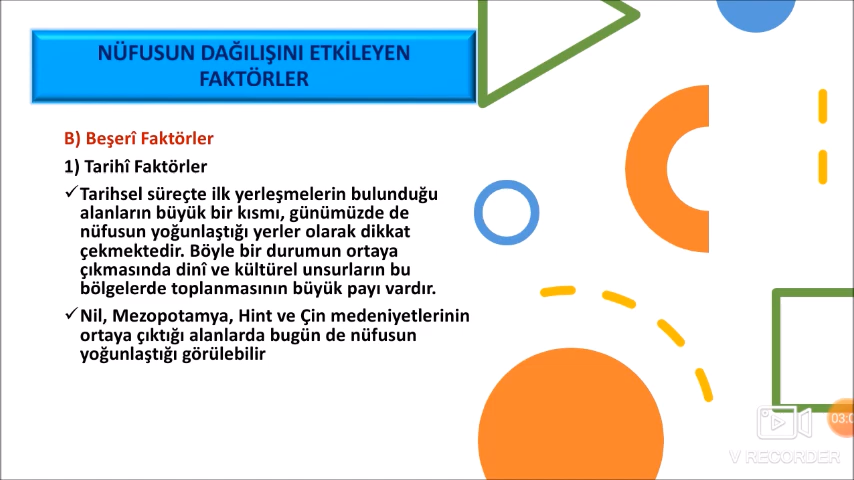 NÜFUSUN DAĞILIŞINI ETKİLEYEN
FAKTÖRLER
B) Beşerî Faktörler
1) Tarihî Faktörler
✓Tarihsel süreçte ilk yerleşmelerin bulunduğu
alanların büyük bir kısmı, günümüzde de
nüfusun yoğunlaştığı yerler olarak dikkat
çekmektedir. Böyle bir durumun ortaya
çıkmasında dinî ve kültürel unsurların bu
bölgelerde toplanmasının büyük payı vardır.
✓Nil, Mezopotamya, Hint ve Çin medeniyetlerinin
ortaya çıktığı alanlarda bugün de nüfusun
yoğunlaştığı görülebilir
V RECORDER